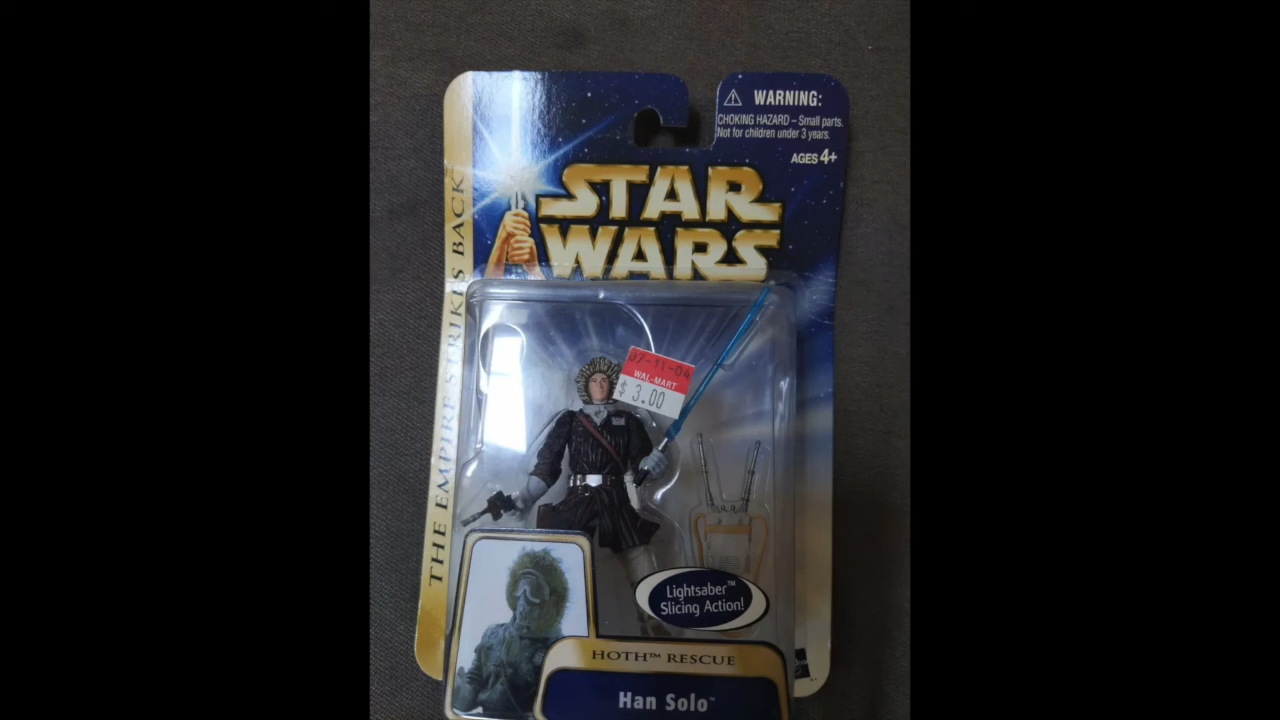 WARNING:
CHOKING HAZARD – Small parts.
Not for children under 3 years.
AGES 4+
STAR
WARS
THE EMPIRE STRIKES BACK
07-11-04
WAL-MART
$ 3.00
Lightsaber™
Slicing Action!
HOTH™ RESCUE
Han Solo™